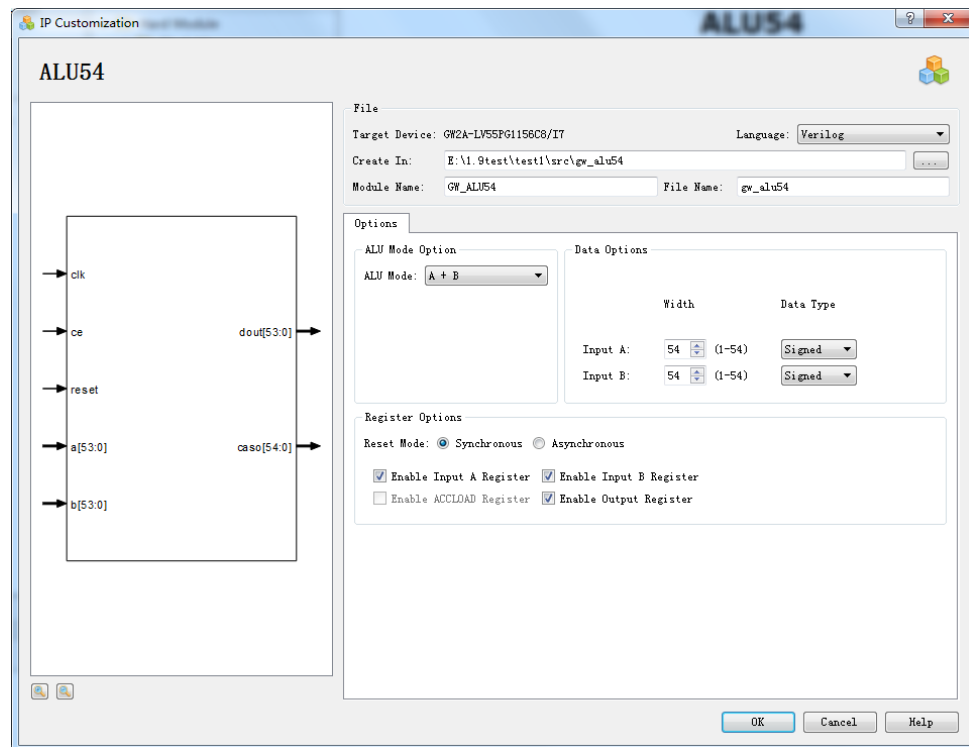 IP Customization
ALU54
ALU54
File
Target Device: GW2A-LV55PG1156C8/I7
Language: Verilog
Create In: E:\1.9test\test1\src\gw_alu54 ...
Module Name: GW_ALU54
File Name: gw_alu54
Options
ALU Mode Option
ALU Mode: A + B
Data Options
Width Data Type
Input A: 54 (1-54) Signed
Input B: 54 (1-54) Signed
Register Options
Reset Mode: Synchronous Asynchronous
Enable Input A Register Enable Input B Register
Enable ACCLOAD Register Enable Output Register
clk
ce
dout[53:0]
reset
a[53:0]
caso[54:0]
b[53:0]
OK Cancel Help